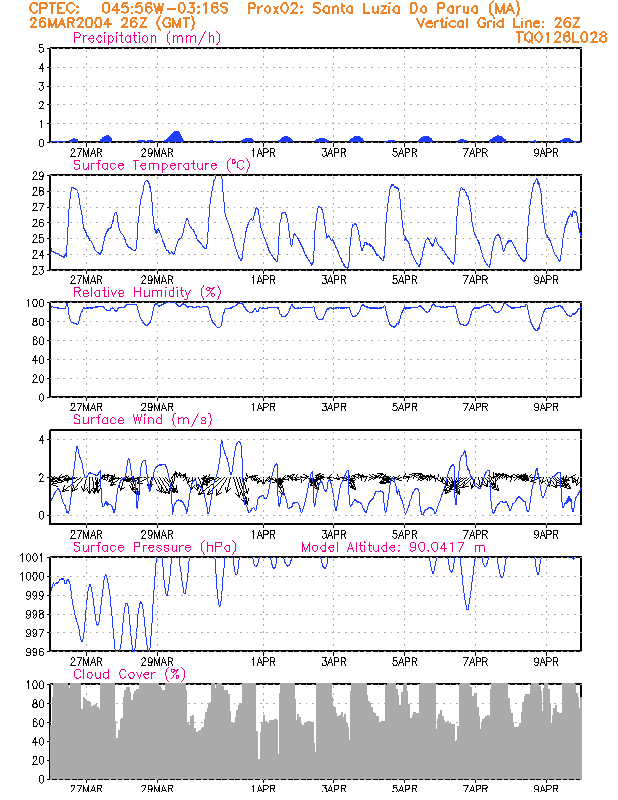 CPTEC: 045:56W-03:16S Prox02: Santa Luzia Do Parua (MA)
26MAR2004 26Z (GMT) Vertical Grid Line: 26Z
Precipitation (mm/h) TQ0126L028
5
4
3
2
1
0
27MAR 29MAR 1APR 3APR 5APR 7APR 9APR
Surface Temperature (°C)
29
28
27
26
25
24
23
27MAR 29MAR 1APR 3APR 5APR 7APR 9APR
Relative Humidity (%)
100
80
60
40
20
0
27MAR 29MAR 1APR 3APR 5APR 7APR 9APR
Surface Wind (m/s)
4
2
0
27MAR 29MAR 1APR 3APR 5APR 7APR 9APR
Surface Pressure (hPa) Model Altitude: 90.0417 m
1001
1000
999
998
997
996
27MAR 29MAR 1APR 3APR 5APR 7APR 9APR
Cloud Cover (%)
100
80
60
40
20
0
27MAR 29MAR 1APR 3APR 5APR 7APR 9APR